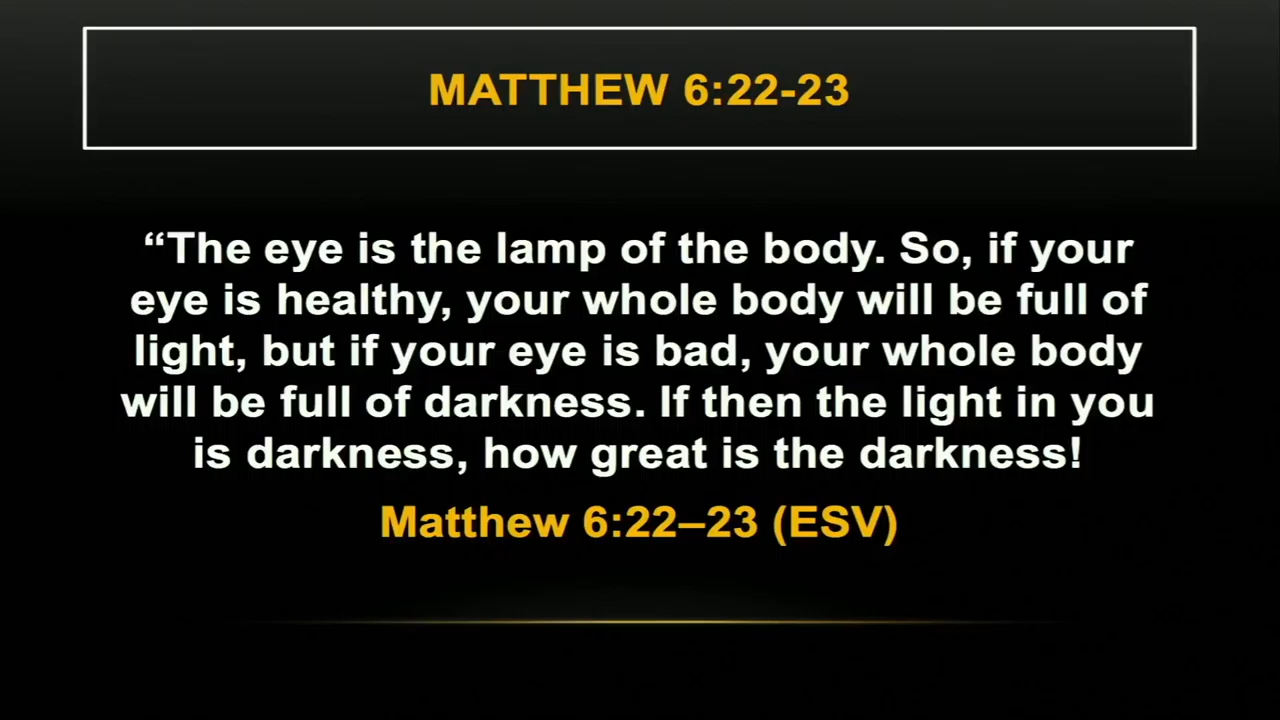 MATTHEW 6:22-23
“The eye is the lamp of the body. So, if your
eye is healthy, your whole body will be full of
light, but if your eye is bad, your whole body
will be full of darkness. If then the light in you
is darkness, how great is the darkness!
Matthew 6:22–23 (ESV)